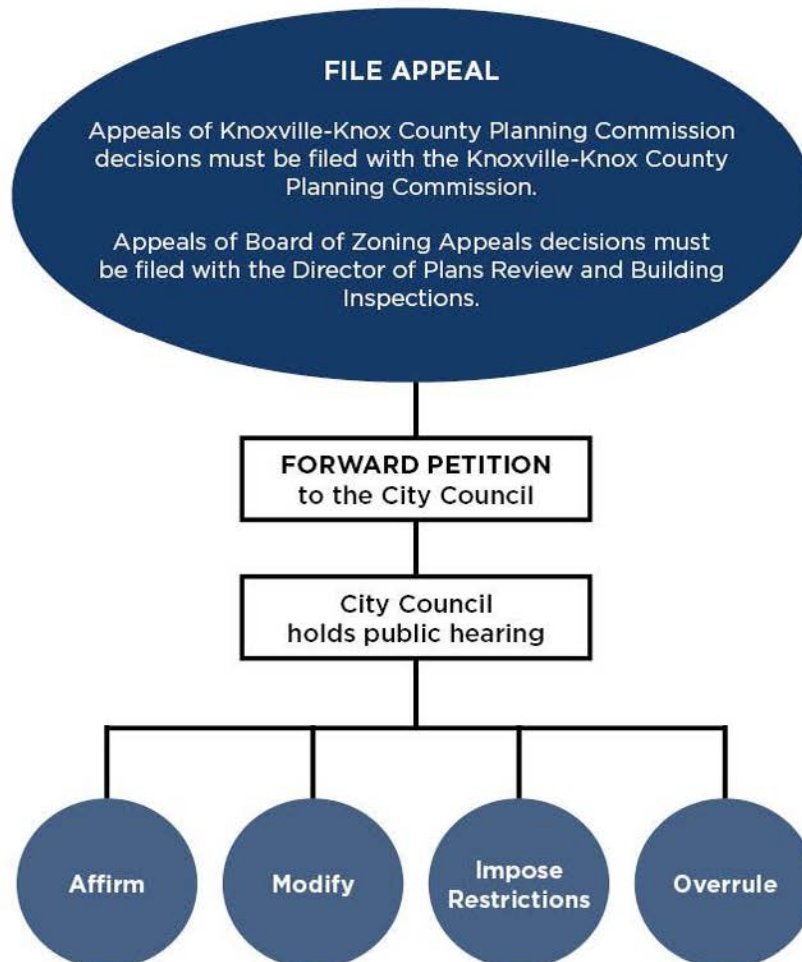 FILE APPEAL
Appeals of Knoxville-Knox County Planning Commission
decisions must be filed with the Knoxville-Knox County
Planning Commission.
Appeals of Board of Zoning Appeals decisions must
be filed with the Director of Plans Review and Building
Inspections.
FORWARD PETITION
to the City Council
City Council
holds public hearing
Affirm
Modify
Impose
Restrictions
Overrule